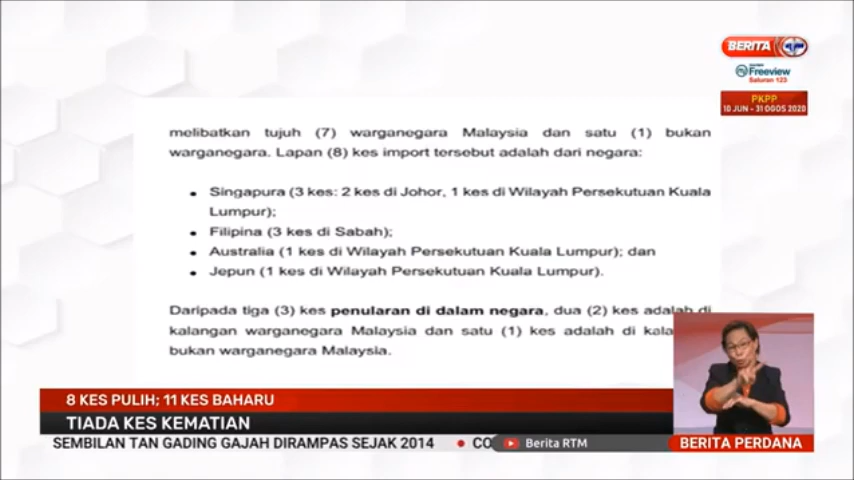 BERITA
Freeview
Saluran 123
PKPP
10 JUN - 31 OGOS 2020
melibatkan tujuh (7) warganegara Malaysia dan satu (1) bukan
warganegara. Lapan (8) kes import tersebut adalah dari negara:
• Singapura (3 kes: 2 kes di Johor, 1 kes di Wilayah Persekutuan Kuala
Lumpur);
• Filipina (3 kes di Sabah);
• Australia (1 kes di Wilayah Persekutuan Kuala Lumpur); dan
• Jepun (1 kes di Wilayah Persekutuan Kuala Lumpur).
Daripada tiga (3) kes penularan di dalam negara, dua (2) kes adalah di
kalangan warganegara Malaysia dan satu (1) kes adalah di
bukan warganegara Malaysia.
8 KES PULIH; 11 KES BAHARU
TIADA KES KEMATIAN
SEMBILAN TAN GADING GAJAH DIRAMPAS SEJAK 2014 •
Berita RTM
BERITA PERDANA